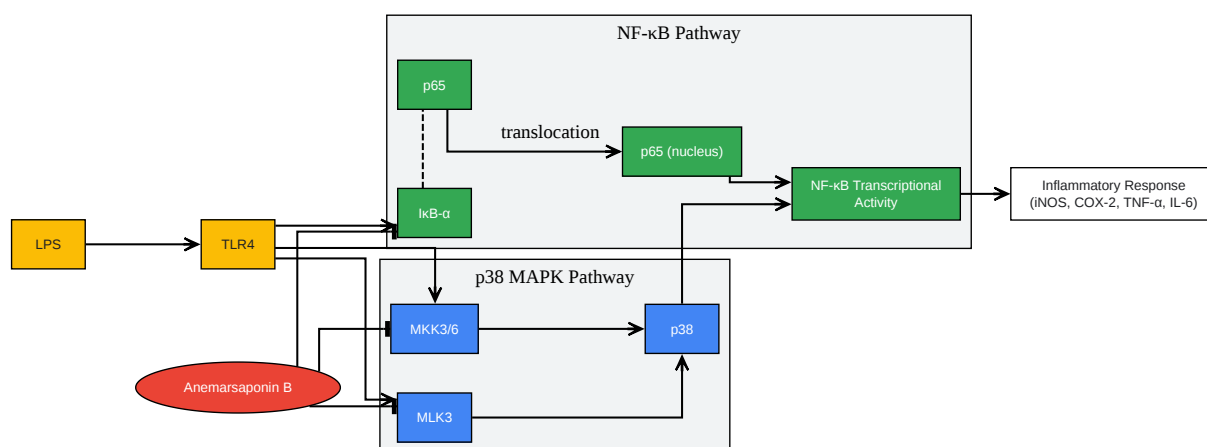 NF-κB Pathway
p65
translocation
p65 (nucleus)
NF-κB Transcriptional
Activity
Inflammatory Response
(iNOS, COX-2, TNF-α, IL-6)
IκB-α
LPS
TLR4
p38 MAPK Pathway
MKK3/6
p38
Anemarsaponin B
MLK3